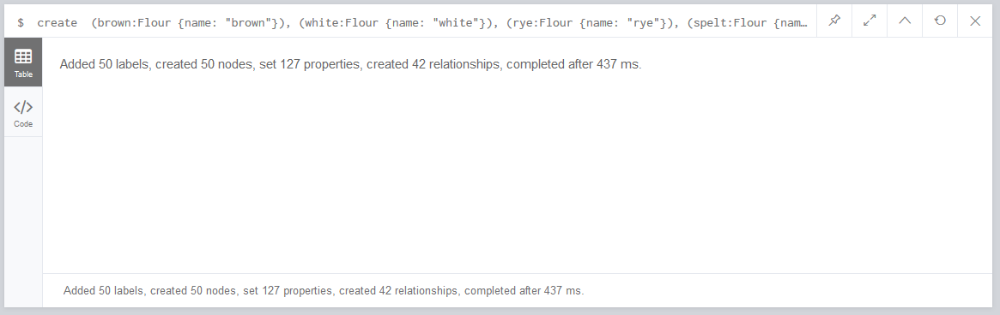 $ create (brown:Flour {name: "brown"}), (white:Flour {name: "white"}), (rye:Flour {name: "rye"}), (spelt:Flour {nam…
Table
Added 50 labels, created 50 nodes, set 127 properties, created 42 relationships, completed after 437 ms.
Code
Added 50 labels, created 50 nodes, set 127 properties, created 42 relationships, completed after 437 ms.